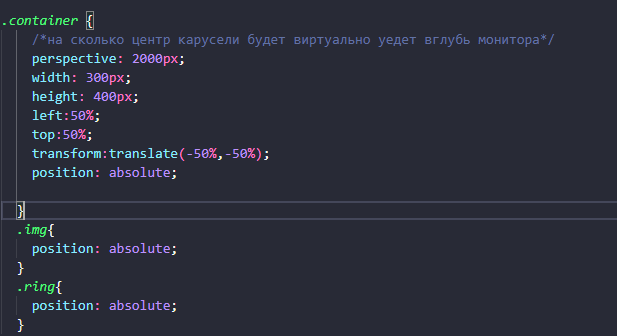 .container {
/*на сколько центр карусели будет виртуально уедет вглубь монитора*/
perspective: 2000px;
width: 300px;
height: 400px;
left:50%;
top:50%;
transform:translate(-50%,-50%);
position: absolute;
}
.img{
position: absolute;
}
.ring{
position: absolute;
}